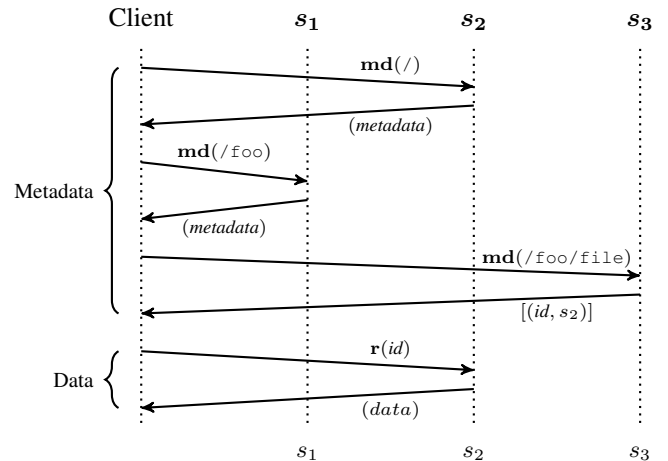 Client s₁ s₂ s₃
md(/)
(metadata)
md(/foo)
Metadata
(metadata)
md(/foo/file)
[(id, s₂)]
r(id)
Data
(data)
s₁ s₂ s₃